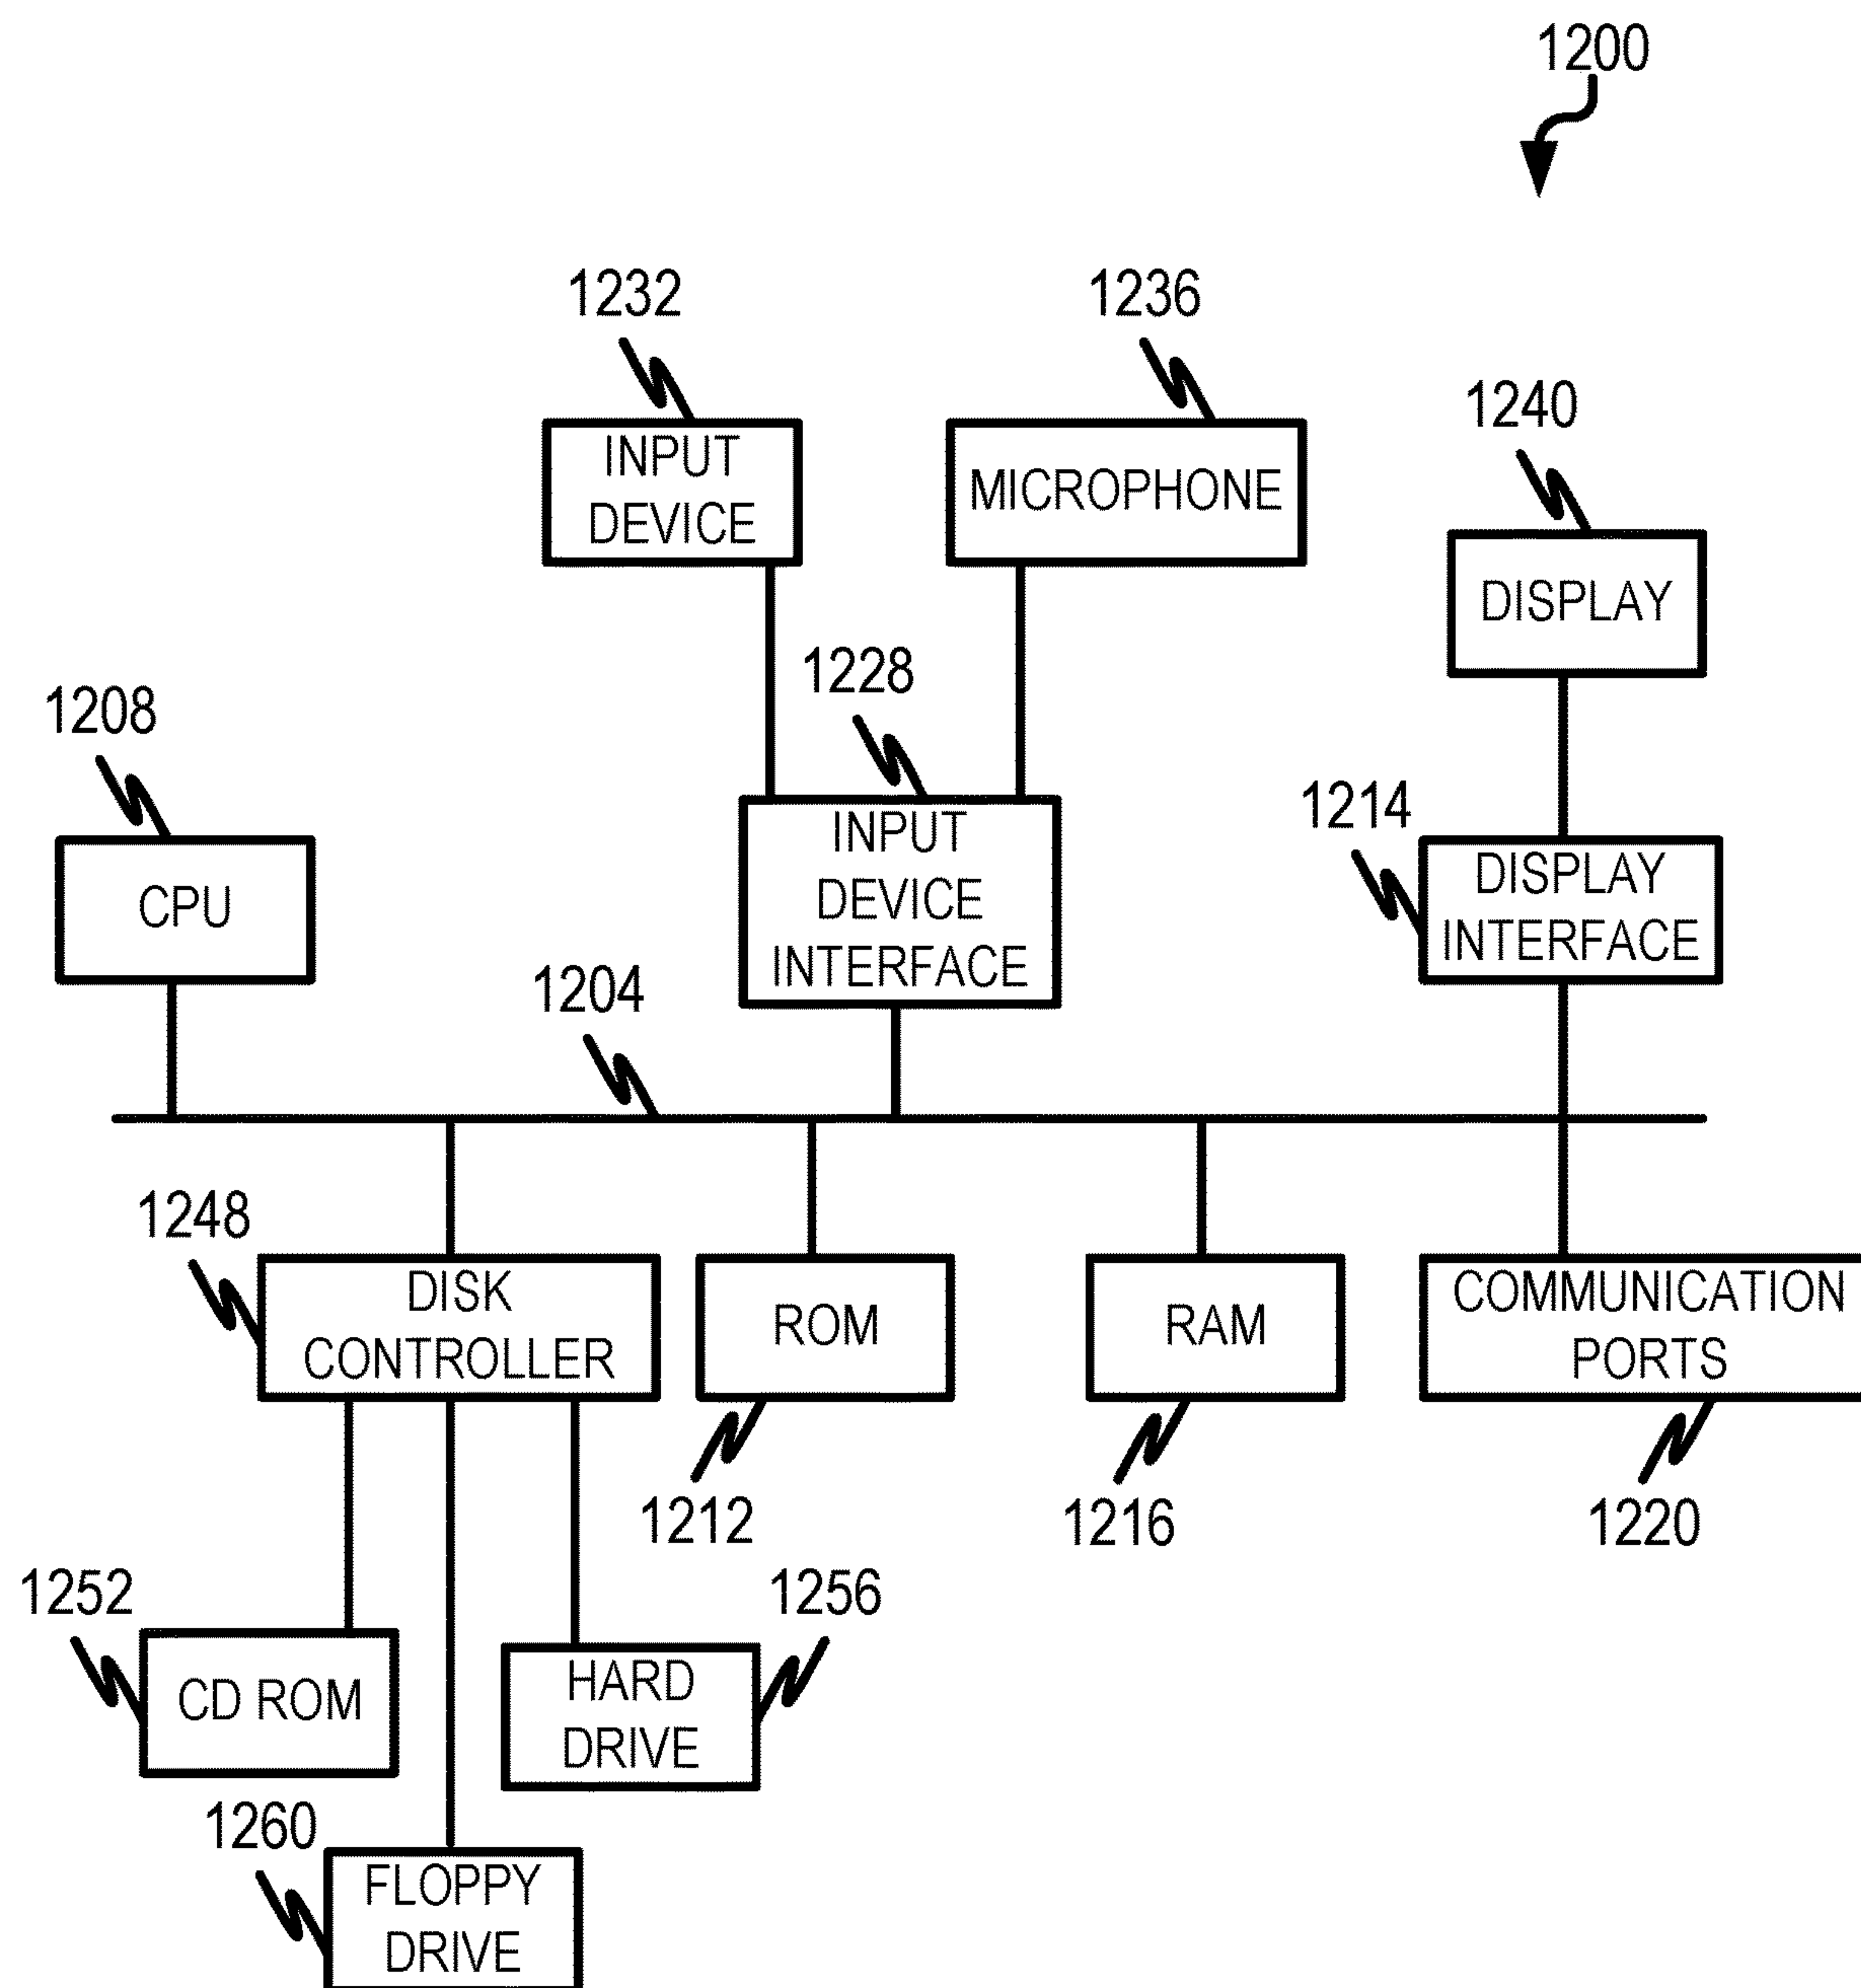 1200
1232
1236
INPUT
DEVICE
MICROPHONE
1240
DISPLAY
1228
1208
1214
INPUT
DEVICE
INTERFACE
DISPLAY
INTERFACE
CPU
1204
1248
DISK
CONTROLLER
ROM
RAM
COMMUNICATION
PORTS
1212
1216
1220
1252
1256
CD ROM
HARD
DRIVE
1260
FLOPPY
DRIVE